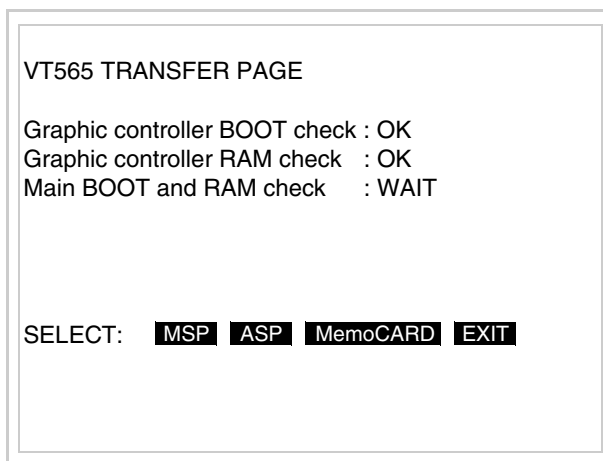 VT565 TRANSFER PAGE
Graphic controller BOOT check : OK
Graphic controller RAM check : OK
Main BOOT and RAM check : WAIT
SELECT: MSP ASP MemoCARD EXIT